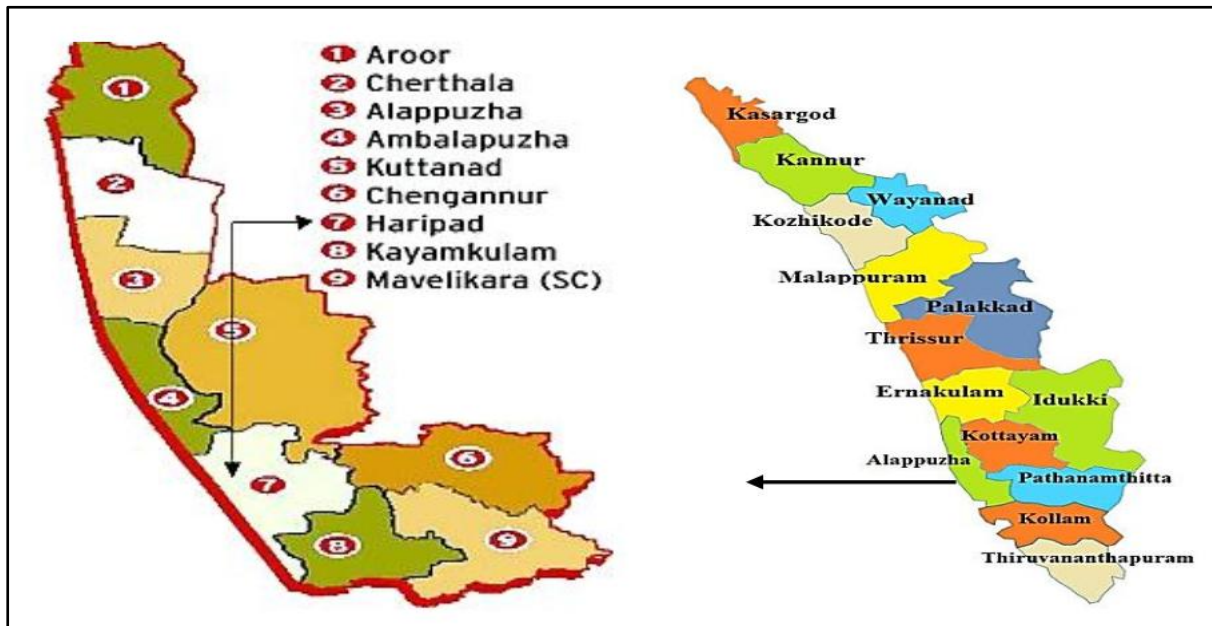 1 Aroor
2 Cherthala
3 Alappuzha
4 Ambalapuzha
5 Kuttanad
6 Chengannur
7 Haripad
8 Kayamkulam
9 Mavelikara (SC)
1
2
3
5
4
6
7
8
9
Kasargod
Kannur
Wayanad
Kozhikode
Malappuram
Palakkad
Thrissur
Ernakulam
Idukki
Kottayam
Alappuzha
Pathanamthitta
Kollam
Thiruvananthapuram